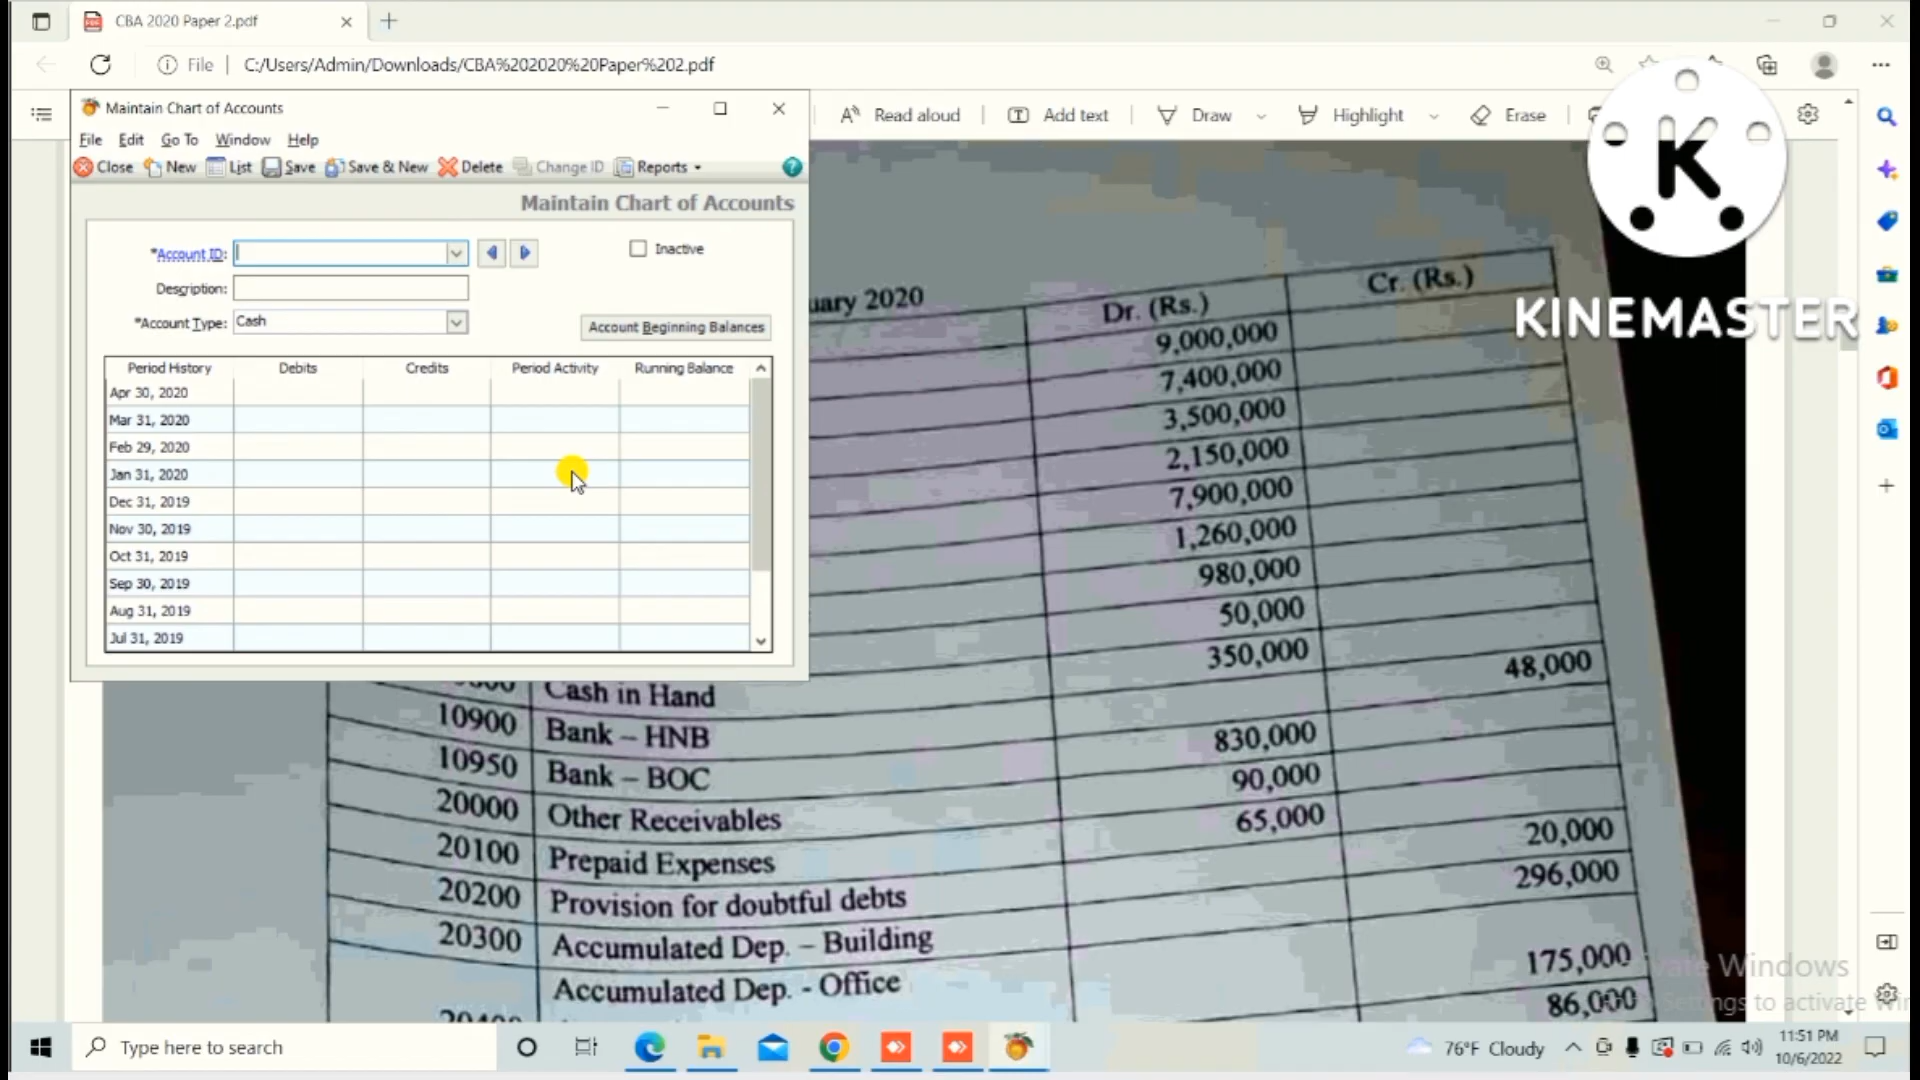 CBA 2020 Paper 2.pdf
File | C:/Users/Admin/Downloads/CBA%202020%20Paper%202.pdf
Maintain Chart of Accounts
File Edit Go To Window Help
Close New List Save Save & New Delete Change ID Reports
Maintain Chart of Accounts
*Account ID:
Inactive
Description:
*Account Type: Cash
Account Beginning Balances
Period History Debits Credits Period Activity Running Balance
Apr 30, 2020
Mar 31, 2020
Feb 29, 2020
Jan 31, 2020
Dec 31, 2019
Nov 30, 2019
Oct 31, 2019
Sep 30, 2019
Aug 31, 2019
Jul 31, 2019
Read aloud Add text Draw Highlight Erase
K
KINEMASTER
uary 2020
Dr. (Rs.) Cr. (Rs.)
9,000,000
7,400,000
3,500,000
2,150,000
7,900,000
1,260,000
980,000
50,000
350,000
48,000
Cash in Hand
10900 Bank – HNB 830,000
10950 Bank – BOC 90,000
20000 Other Receivables 65,000
20100 Prepaid Expenses 20,000
20200 Provision for doubtful debts 296,000
20300 Accumulated Dep. – Building
Accumulated Dep. - Office 175,000
86,000
Type here to search
76°F Cloudy
11:51 PM
10/6/2022